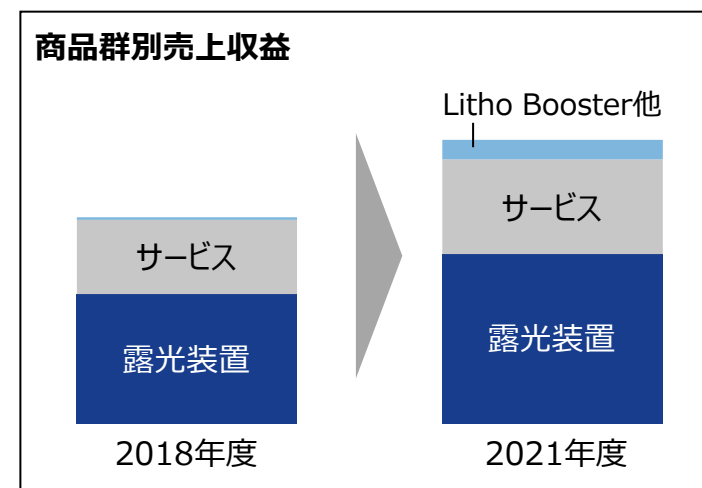 商品群別売上収益
Litho Booster他
サービス
サービス
露光装置
露光装置
2018年度
2021年度